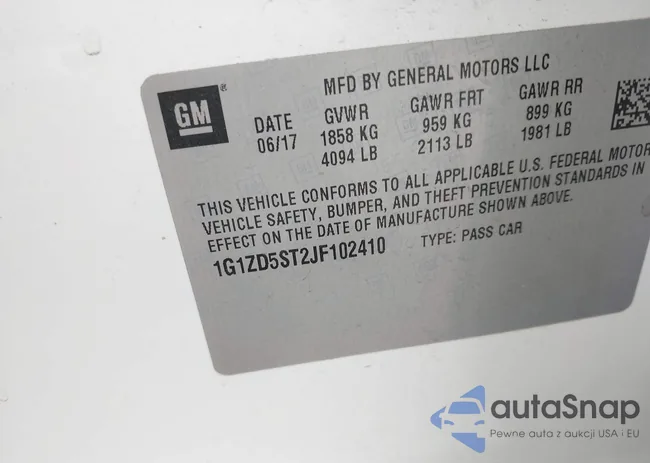 MFD BY GENERAL MOTORS LLC
GM ®
DATE GVWR GAWR FRT GAWR RR
06/17 1858 KG 959 KG 899 KG
4094 LB 2113 LB 1981 LB
THIS VEHICLE CONFORMS TO ALL APPLICABLE U.S. FEDERAL MOTOR
VEHICLE SAFETY, BUMPER, AND THEFT PREVENTION STANDARDS IN
EFFECT ON THE DATE OF MANUFACTURE SHOWN ABOVE.
1G1ZD5ST2JF102410 TYPE: PASS CAR
autaSnap
Pewne auta z aukcji USA i EU